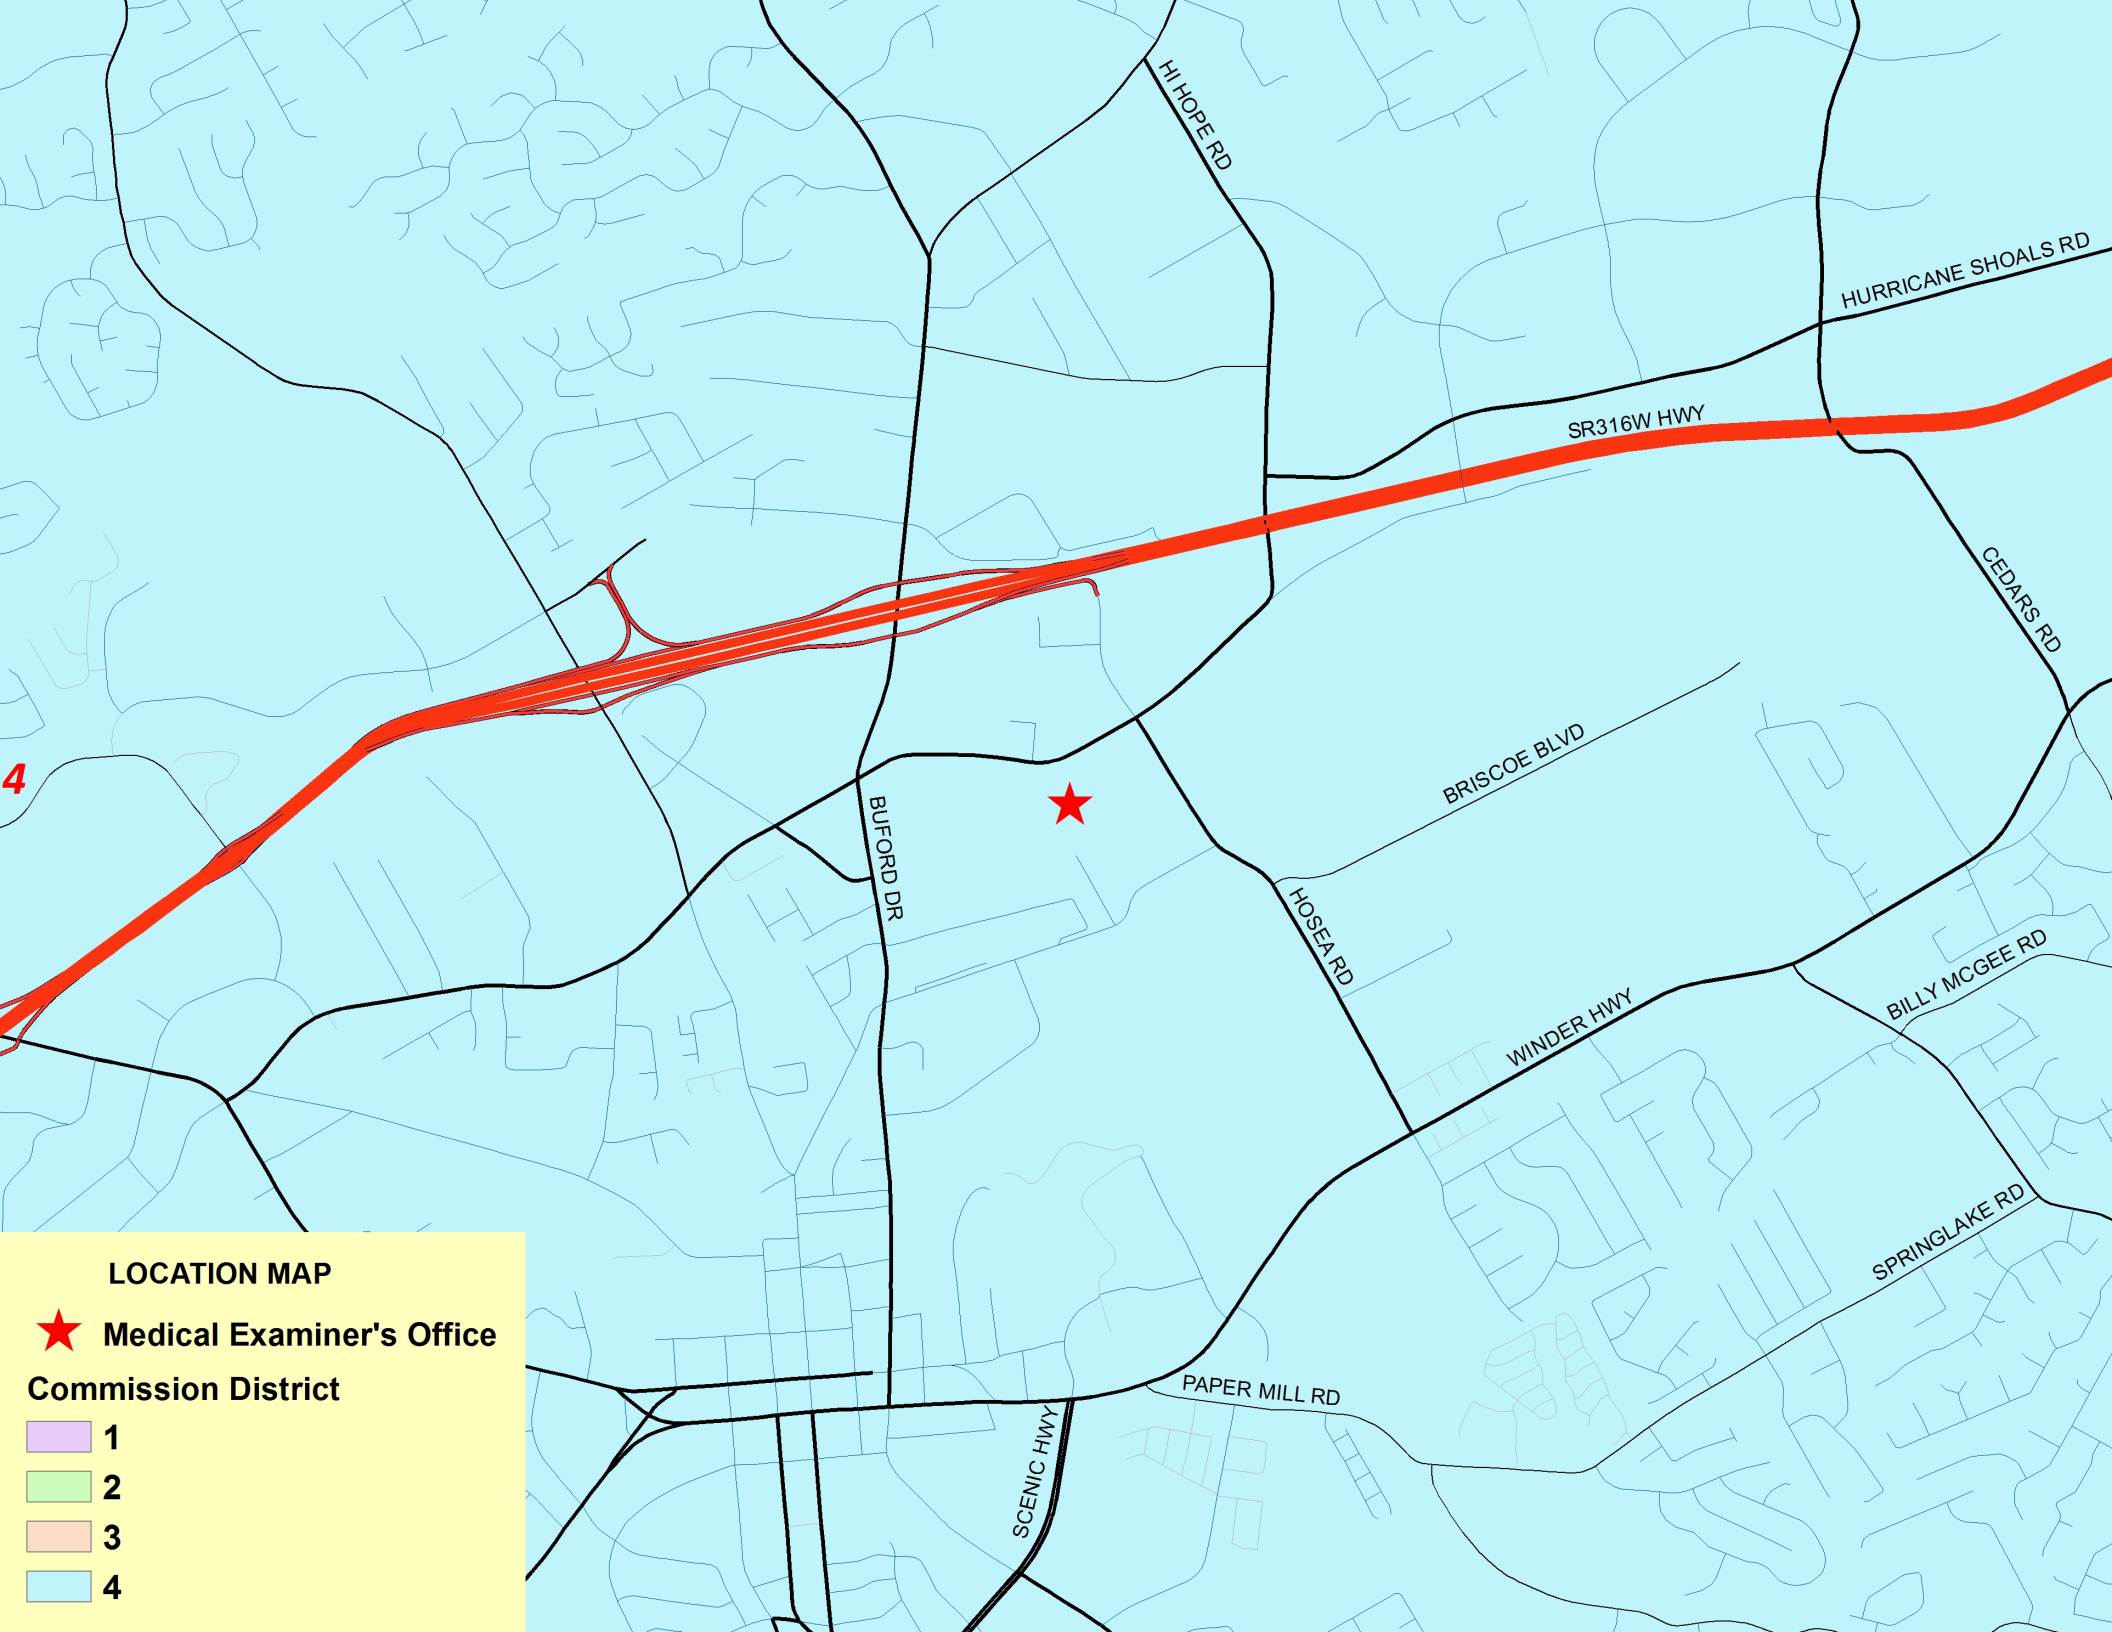 HI HOPE RD
HURRICANE SHOALS RD
SR316W HWY
CEDARS RD
4
BRISCOE BLVD
BUFORD DR
HOSEA RD
BILLY MCGEE RD
WINDER HWY
SPRINGLAKE RD
PAPER MILL RD
SCENIC HWY
LOCATION MAP
Medical Examiner's Office
Commission District
1
2
3
4